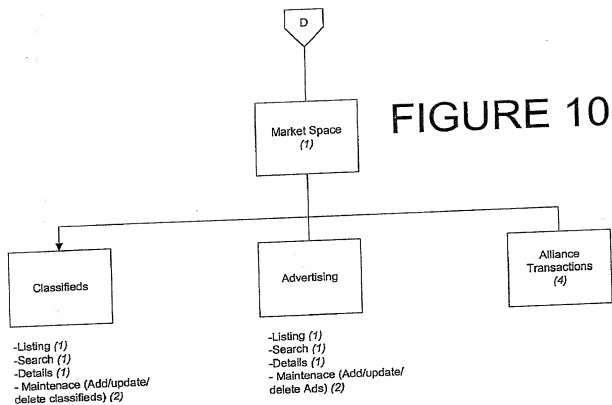 D
Market Space
(1)
FIGURE 10
Classifieds
Advertising
Alliance
Transactions
(4)
-Listing (1)
-Search (1)
-Details (1)
- Maintenace (Add/update/
delete classifieds) (2)
-Listing (1)
-Search (1)
-Details (1)
- Maintenace (Add/update/
delete Ads) (2)